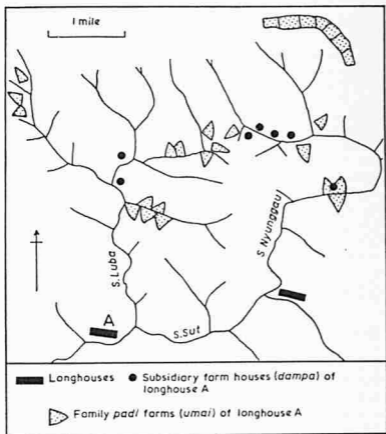 1 mile
S. Luba
S. Nyunggau
A
S.Sut
Longhouses
Subsidiary farm houses (dampa) of
longhouse A
Family padi farms (umai) of longhouse A